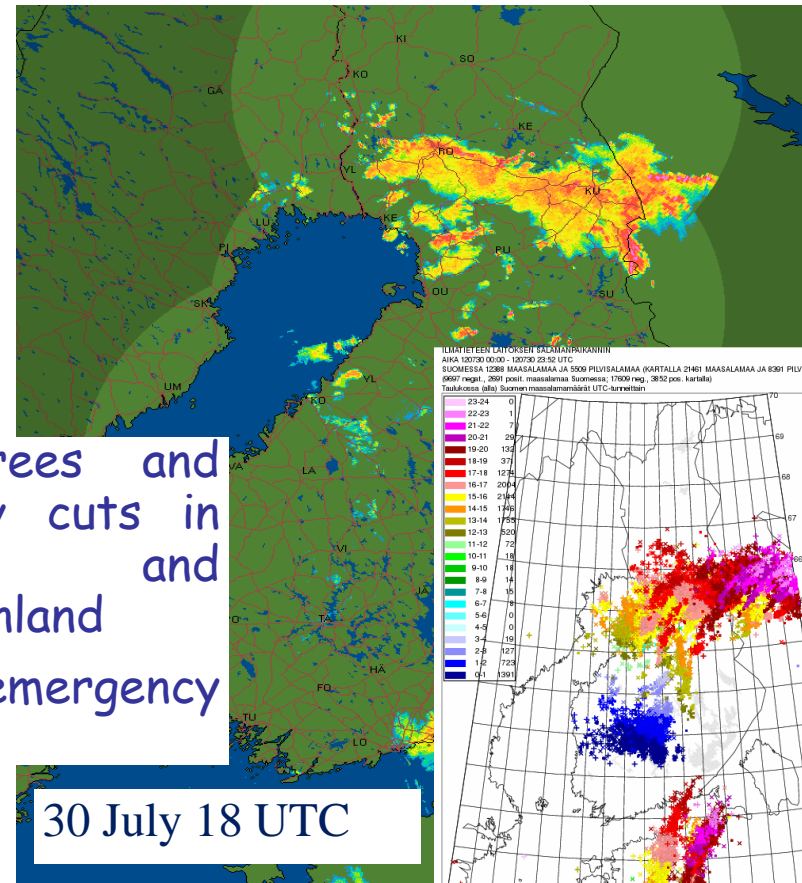 KI
SO
KO
GÄ
KE
RO
YL
KU
LU
KE
PI
PU
OU
SK
SU
UM
YL
KO
VA
LA
VI
JÄ
TA
HÄ
FO
TU
LO
rees and
y cuts in
and
nland
emergency
30 July 18 UTC
ILMATIETEEN LAITOKSEN SALAMANPAIKANNIN
AIKA 120730 00:00 - 120730 23:52 UTC
SUOMESSA 12388 MAASALAMAA JA 5509 PILVISALAMAA (KARTALLA 21461 MAASALAMAA JA 8391 PILV
(9697 negat., 2691 posit. maasalamaa Suomessa; 17609 neg., 3852 pos. kartalla)
Taulukossa (alla) Suomen maasalamamäärät UTC-tunneittain
23-24 0
22-23 1
21-22 7
20-21 29
19-20 132
18-19 371
17-18 1274
16-17 2004
15-16 2144
14-15 1746
13-14 1755
12-13 520
11-12 72
10-11 18
9-10 18
8-9 14
7-8 15
6-7 8
5-6 0
4-5 0
3-4 19
2-3 127
1-2 723
0-1 1391
70
69
68
67
66